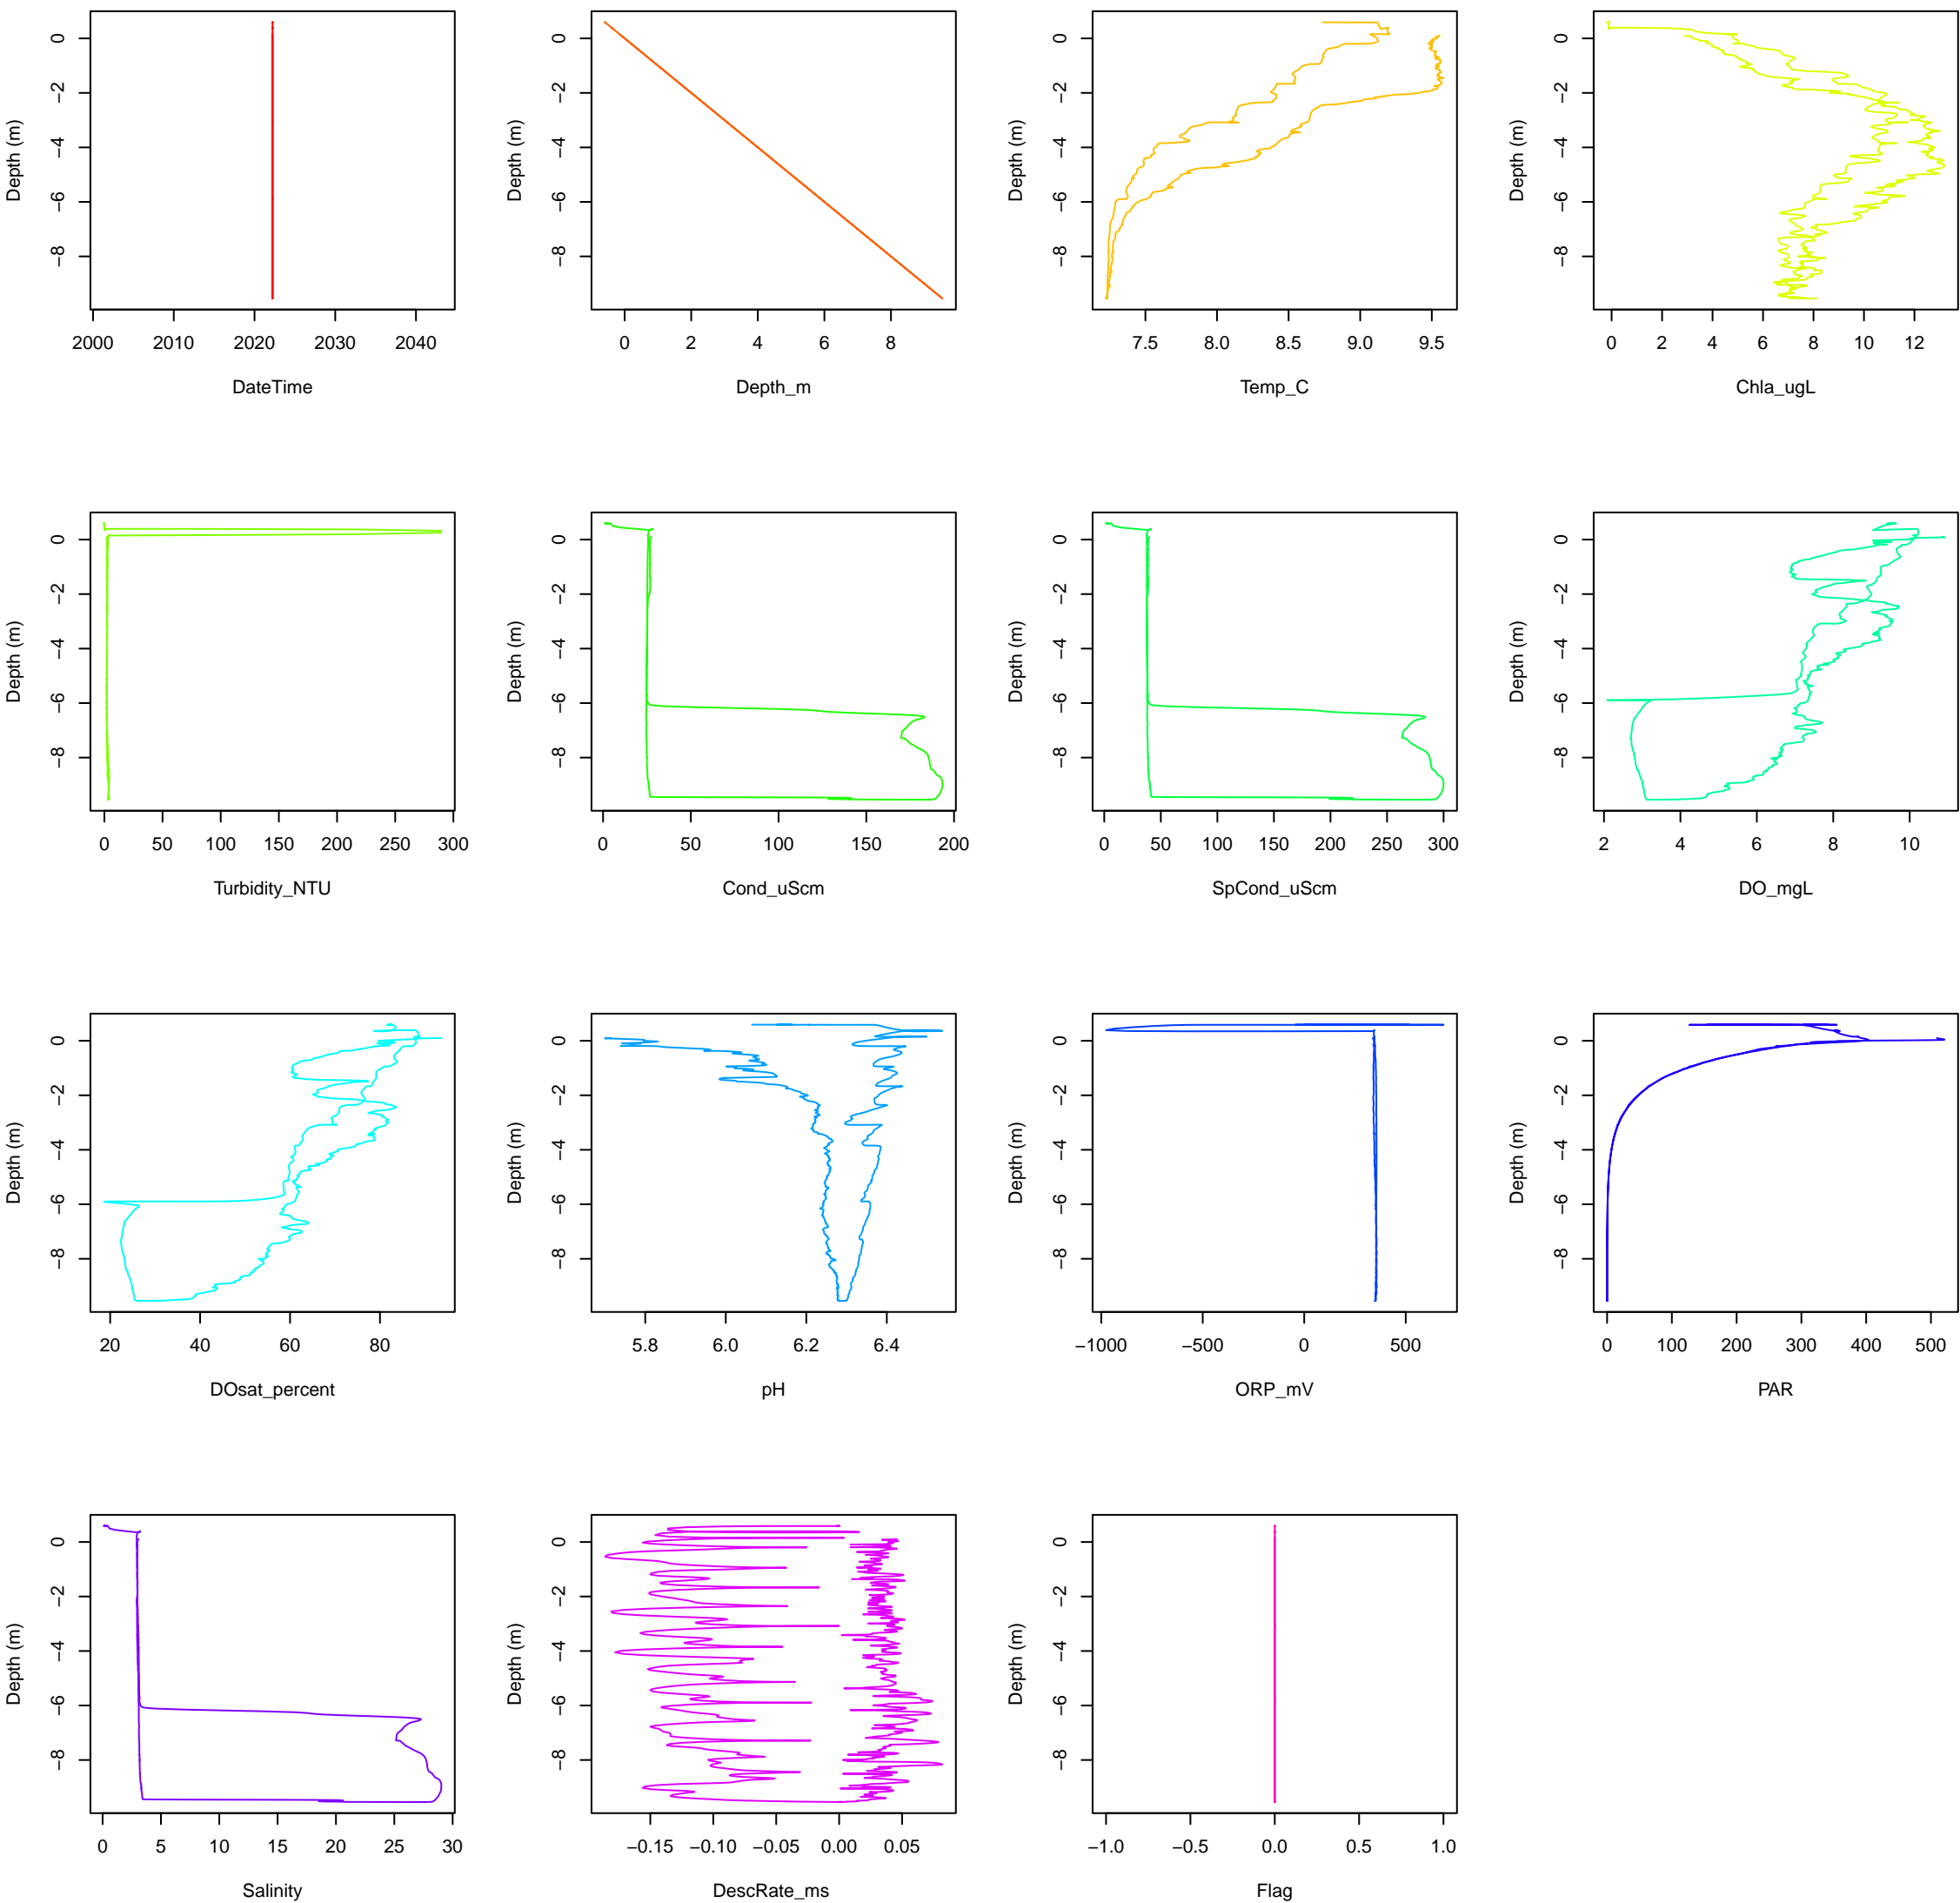 Depth (m)
0
−2
−4
−6
−8
2000 2010 2020 2030 2040
DateTime
Depth (m)
0
−2
−4
−6
−8
0 2 4 6 8
Depth_m
Depth (m)
0
−2
−4
−6
−8
7.5 8.0 8.5 9.0 9.5
Temp_C
Depth (m)
0
−2
−4
−6
−8
0 2 4 6 8 10 12
Chla_ugL
Depth (m)
0
−2
−4
−6
−8
0 50 100 150 200 250 300
Turbidity_NTU
Depth (m)
0
−2
−4
−6
−8
0 50 100 150 200
Cond_uScm
Depth (m)
0
−2
−4
−6
−8
0 50 100 150 200 250 300
SpCond_uScm
Depth (m)
0
−2
−4
−6
−8
2 4 6 8 10
DO_mgL
Depth (m)
0
−2
−4
−6
−8
20 40 60 80
DOsat_percent
Depth (m)
0
−2
−4
−6
−8
5.8 6.0 6.2 6.4
pH
Depth (m)
0
−2
−4
−6
−8
−1000 −500 0 500
ORP_mV
Depth (m)
0
−2
−4
−6
−8
0 100 200 300 400 500
PAR
Depth (m)
0
−2
−4
−6
−8
0 5 10 15 20 25 30
Salinity
Depth (m)
0
−2
−4
−6
−8
−0.15 −0.10 −0.05 0.00 0.05
DescRate_ms
Depth (m)
0
−2
−4
−6
−8
−1.0 −0.5 0.0 0.5 1.0
Flag